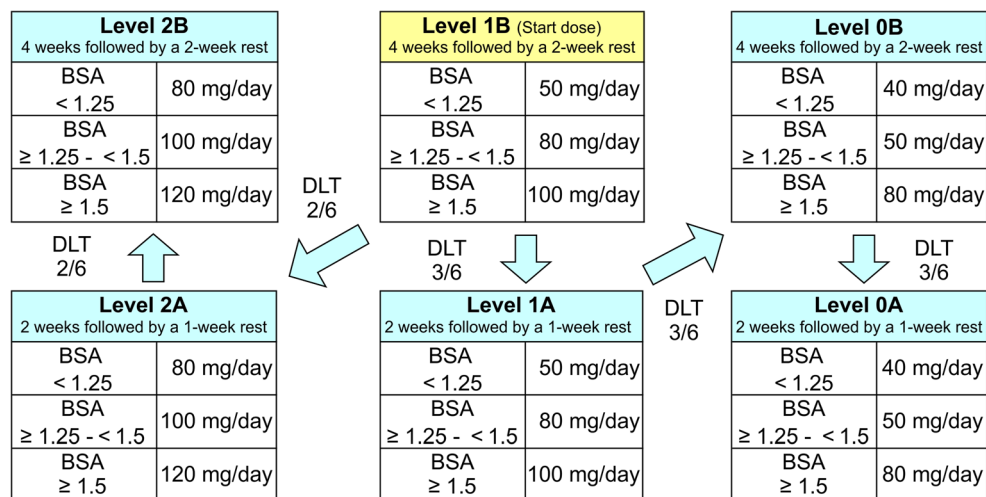 Level 2B
4 weeks followed by a 2-week rest
BSA
< 1.25
80 mg/day
BSA
≥ 1.25 - < 1.5
100 mg/day
BSA
≥ 1.5
120 mg/day
Level 1B (Start dose)
4 weeks followed by a 2-week rest
BSA
< 1.25
50 mg/day
BSA
≥ 1.25 - < 1.5
80 mg/day
BSA
≥ 1.5
100 mg/day
Level 0B
4 weeks followed by a 2-week rest
BSA
< 1.25
40 mg/day
BSA
≥ 1.25 - < 1.5
50 mg/day
BSA
≥ 1.5
80 mg/day
DLT
2/6
DLT
2/6
DLT
3/6
DLT
3/6
DLT
3/6
Level 2A
2 weeks followed by a 1-week rest
BSA
< 1.25
80 mg/day
BSA
≥ 1.25 - < 1.5
100 mg/day
BSA
≥ 1.5
120 mg/day
Level 1A
2 weeks followed by a 1-week rest
BSA
< 1.25
50 mg/day
BSA
≥ 1.25 - < 1.5
80 mg/day
BSA
≥ 1.5
100 mg/day
Level 0A
2 weeks followed by a 1-week rest
BSA
< 1.25
40 mg/day
BSA
≥ 1.25 - < 1.5
50 mg/day
BSA
≥ 1.5
80 mg/day